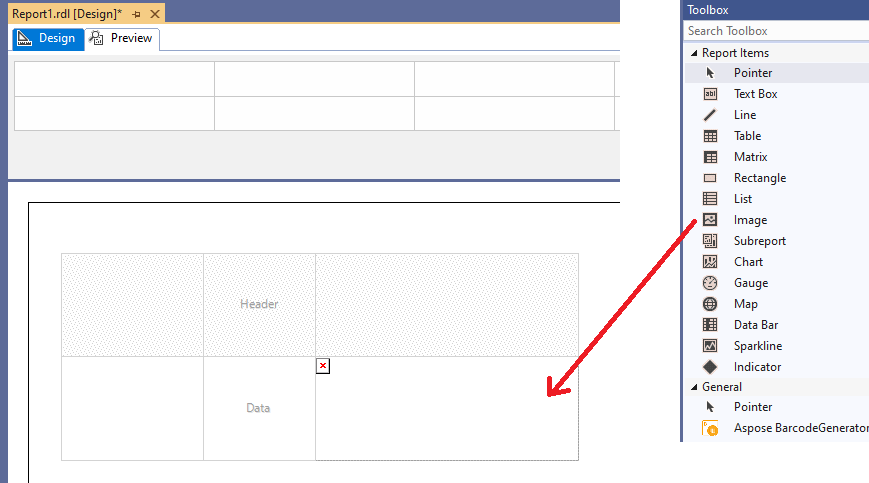 Report1.rdl [Design]*
Design
Preview
Header
Data
Toolbox
Search Toolbox
Report Items
Pointer
Text Box
Line
Table
Matrix
Rectangle
List
Image
Subreport
Chart
Gauge
Map
Data Bar
Sparkline
Indicator
General
Pointer
Aspose BarcodeGenerator